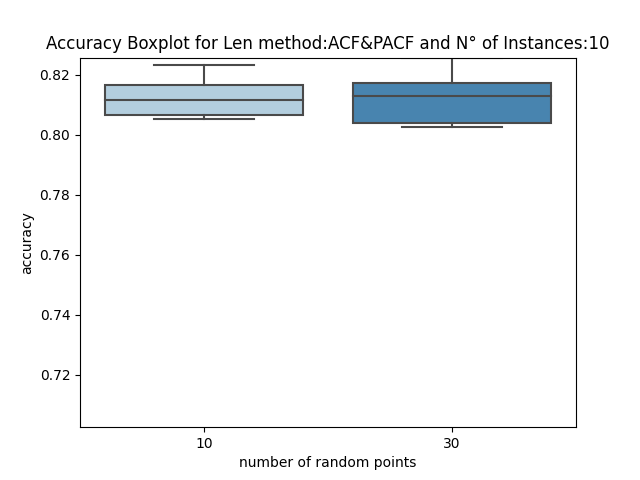 Accuracy Boxplot for Len method:ACF&PACF and N° of Instances:10
0.82
0.80
0.78
0.76
0.74
0.72
accuracy
10 30
number of random points